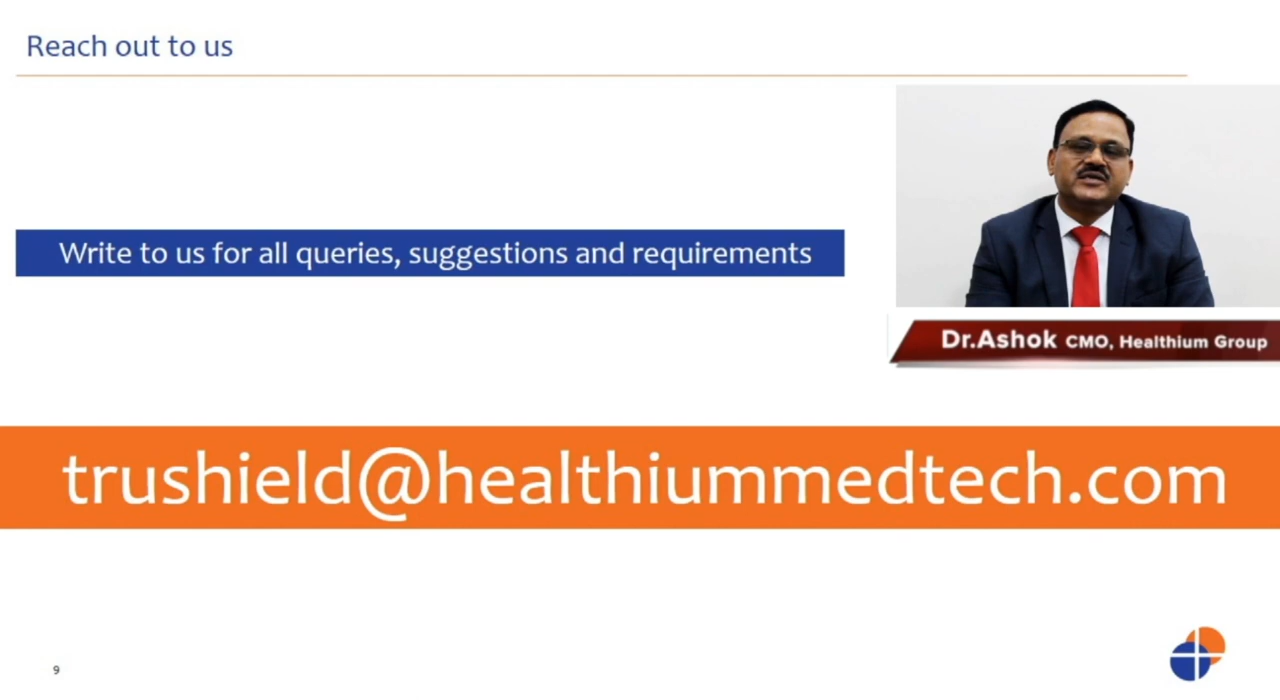 Reach out to us
Write to us for all queries, suggestions and requirements
Dr.Ashok CMO, Healthium Group
trushield@healthiummedtech.com
9